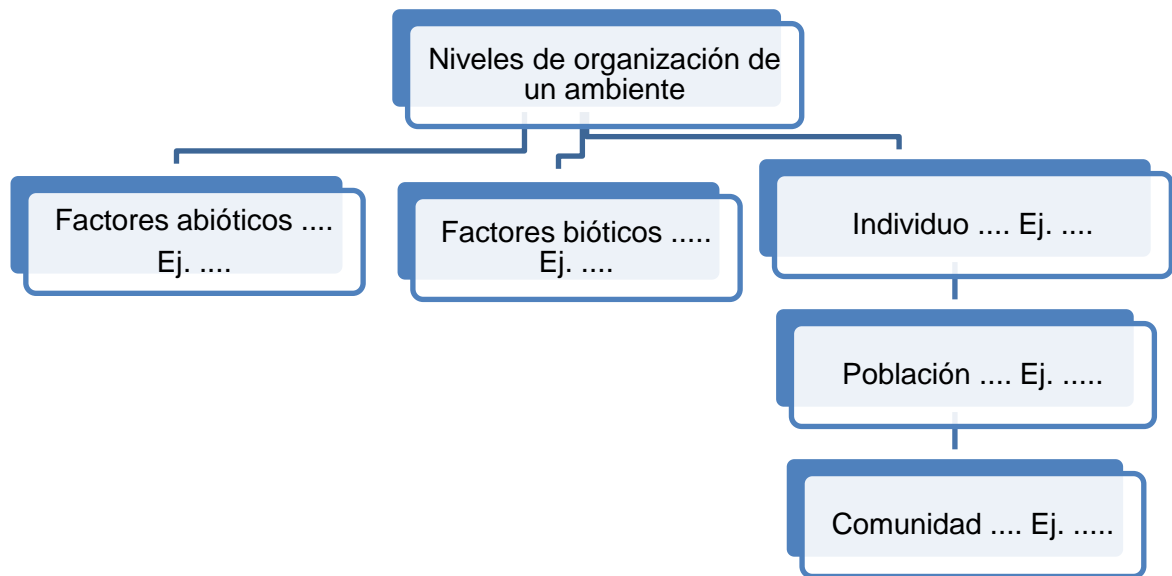 Niveles de organización de
un ambiente
Factores abióticos ....
Ej. ....
Factores bióticos .....
Ej. ....
Individuo .... Ej. ....
Población .... Ej. .....
Comunidad .... Ej. .....